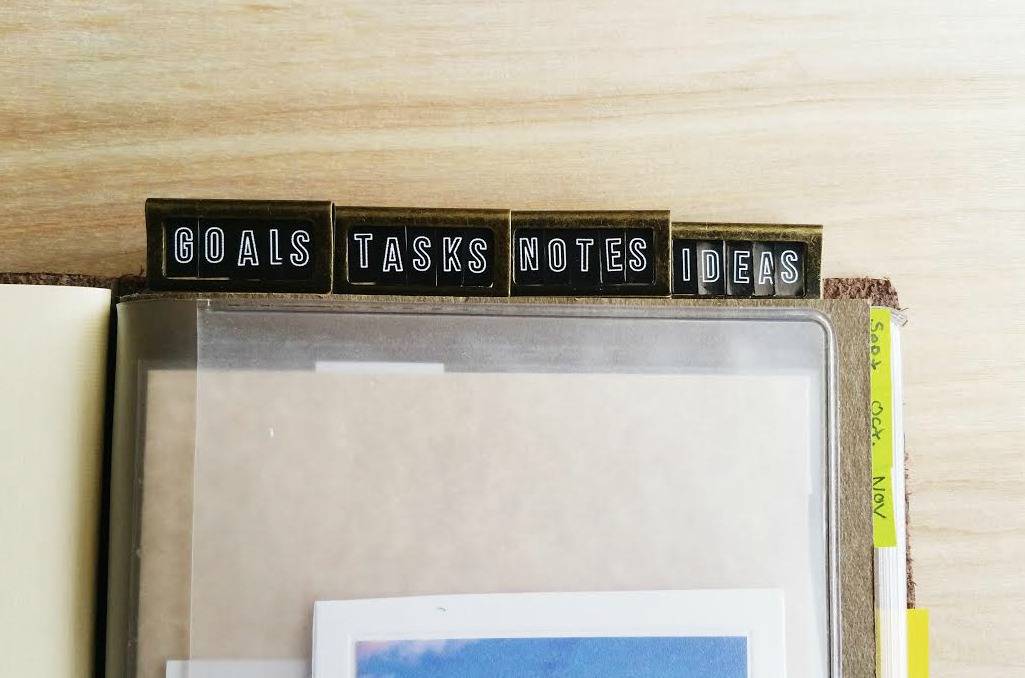 GOALS TASKS NOTES IDEAS
Sept
Oct.
Nov